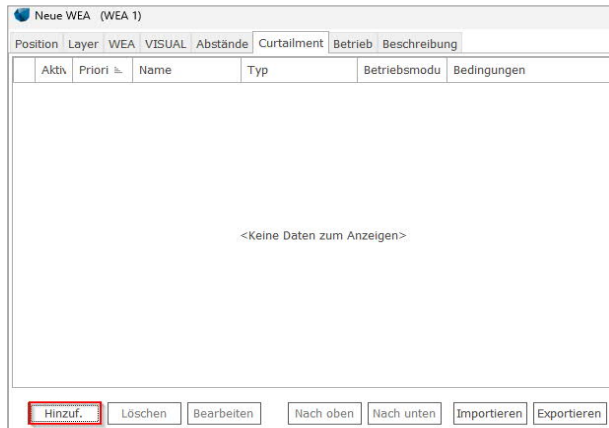 Neue WEA (WEA 1)
Position Layer WEA VISUAL Abstände Curtailment Betrieb Beschreibung
Aktiv Priori Name Typ Betriebsmodu Bedingungen
<Keine Daten zum Anzeigen>
Hinzuf. Löschen Bearbeiten Nach oben Nach unten Importieren Exportieren